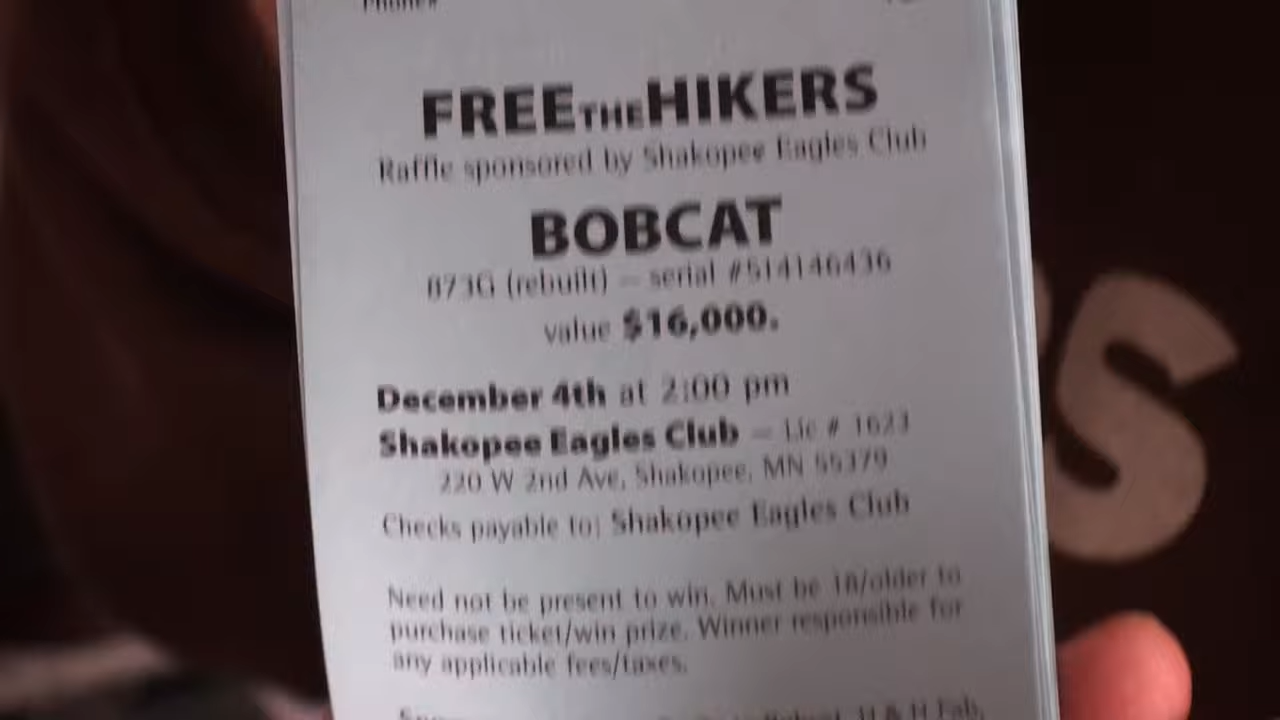 Phone#
FREE THE HIKERS
Raffle sponsored by Shakopee Eagles Club
BOBCAT
873G (rebuilt) – serial #514146436
value $16,000.
December 4th at 2:00 pm
Shakopee Eagles Club – Lic # 1623
220 W 2nd Ave, Shakopee, MN 55379
Checks payable to: Shakopee Eagles Club
Need not be present to win. Must be 18/older to
purchase ticket/win prize. Winner responsible for
any applicable fees/taxes.
Bobcat, H & H Fab,
S